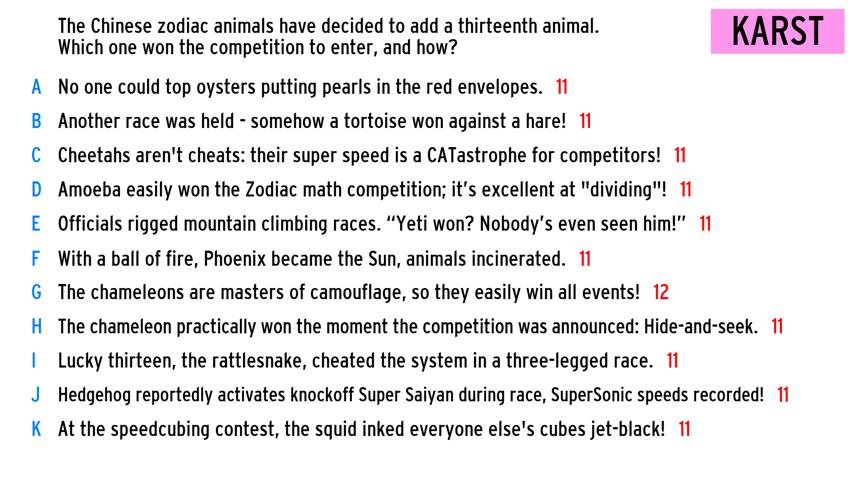 The Chinese zodiac animals have decided to add a thirteenth animal.
Which one won the competition to enter, and how?
KARST
A No one could top oysters putting pearls in the red envelopes. 11
B Another race was held - somehow a tortoise won against a hare! 11
C Cheetahs aren't cheats: their super speed is a CATastrophe for competitors! 11
D Amoeba easily won the Zodiac math competition; it’s excellent at "dividing"! 11
E Officials rigged mountain climbing races. “Yeti won? Nobody’s even seen him!” 11
F With a ball of fire, Phoenix became the Sun, animals incinerated. 11
G The chameleons are masters of camouflage, so they easily win all events! 12
H The chameleon practically won the moment the competition was announced: Hide-and-seek. 11
I Lucky thirteen, the rattlesnake, cheated the system in a three-legged race. 11
J Hedgehog reportedly activates knockoff Super Saiyan during race, SuperSonic speeds recorded! 11
K At the speedcubing contest, the squid inked everyone else's cubes jet-black! 11